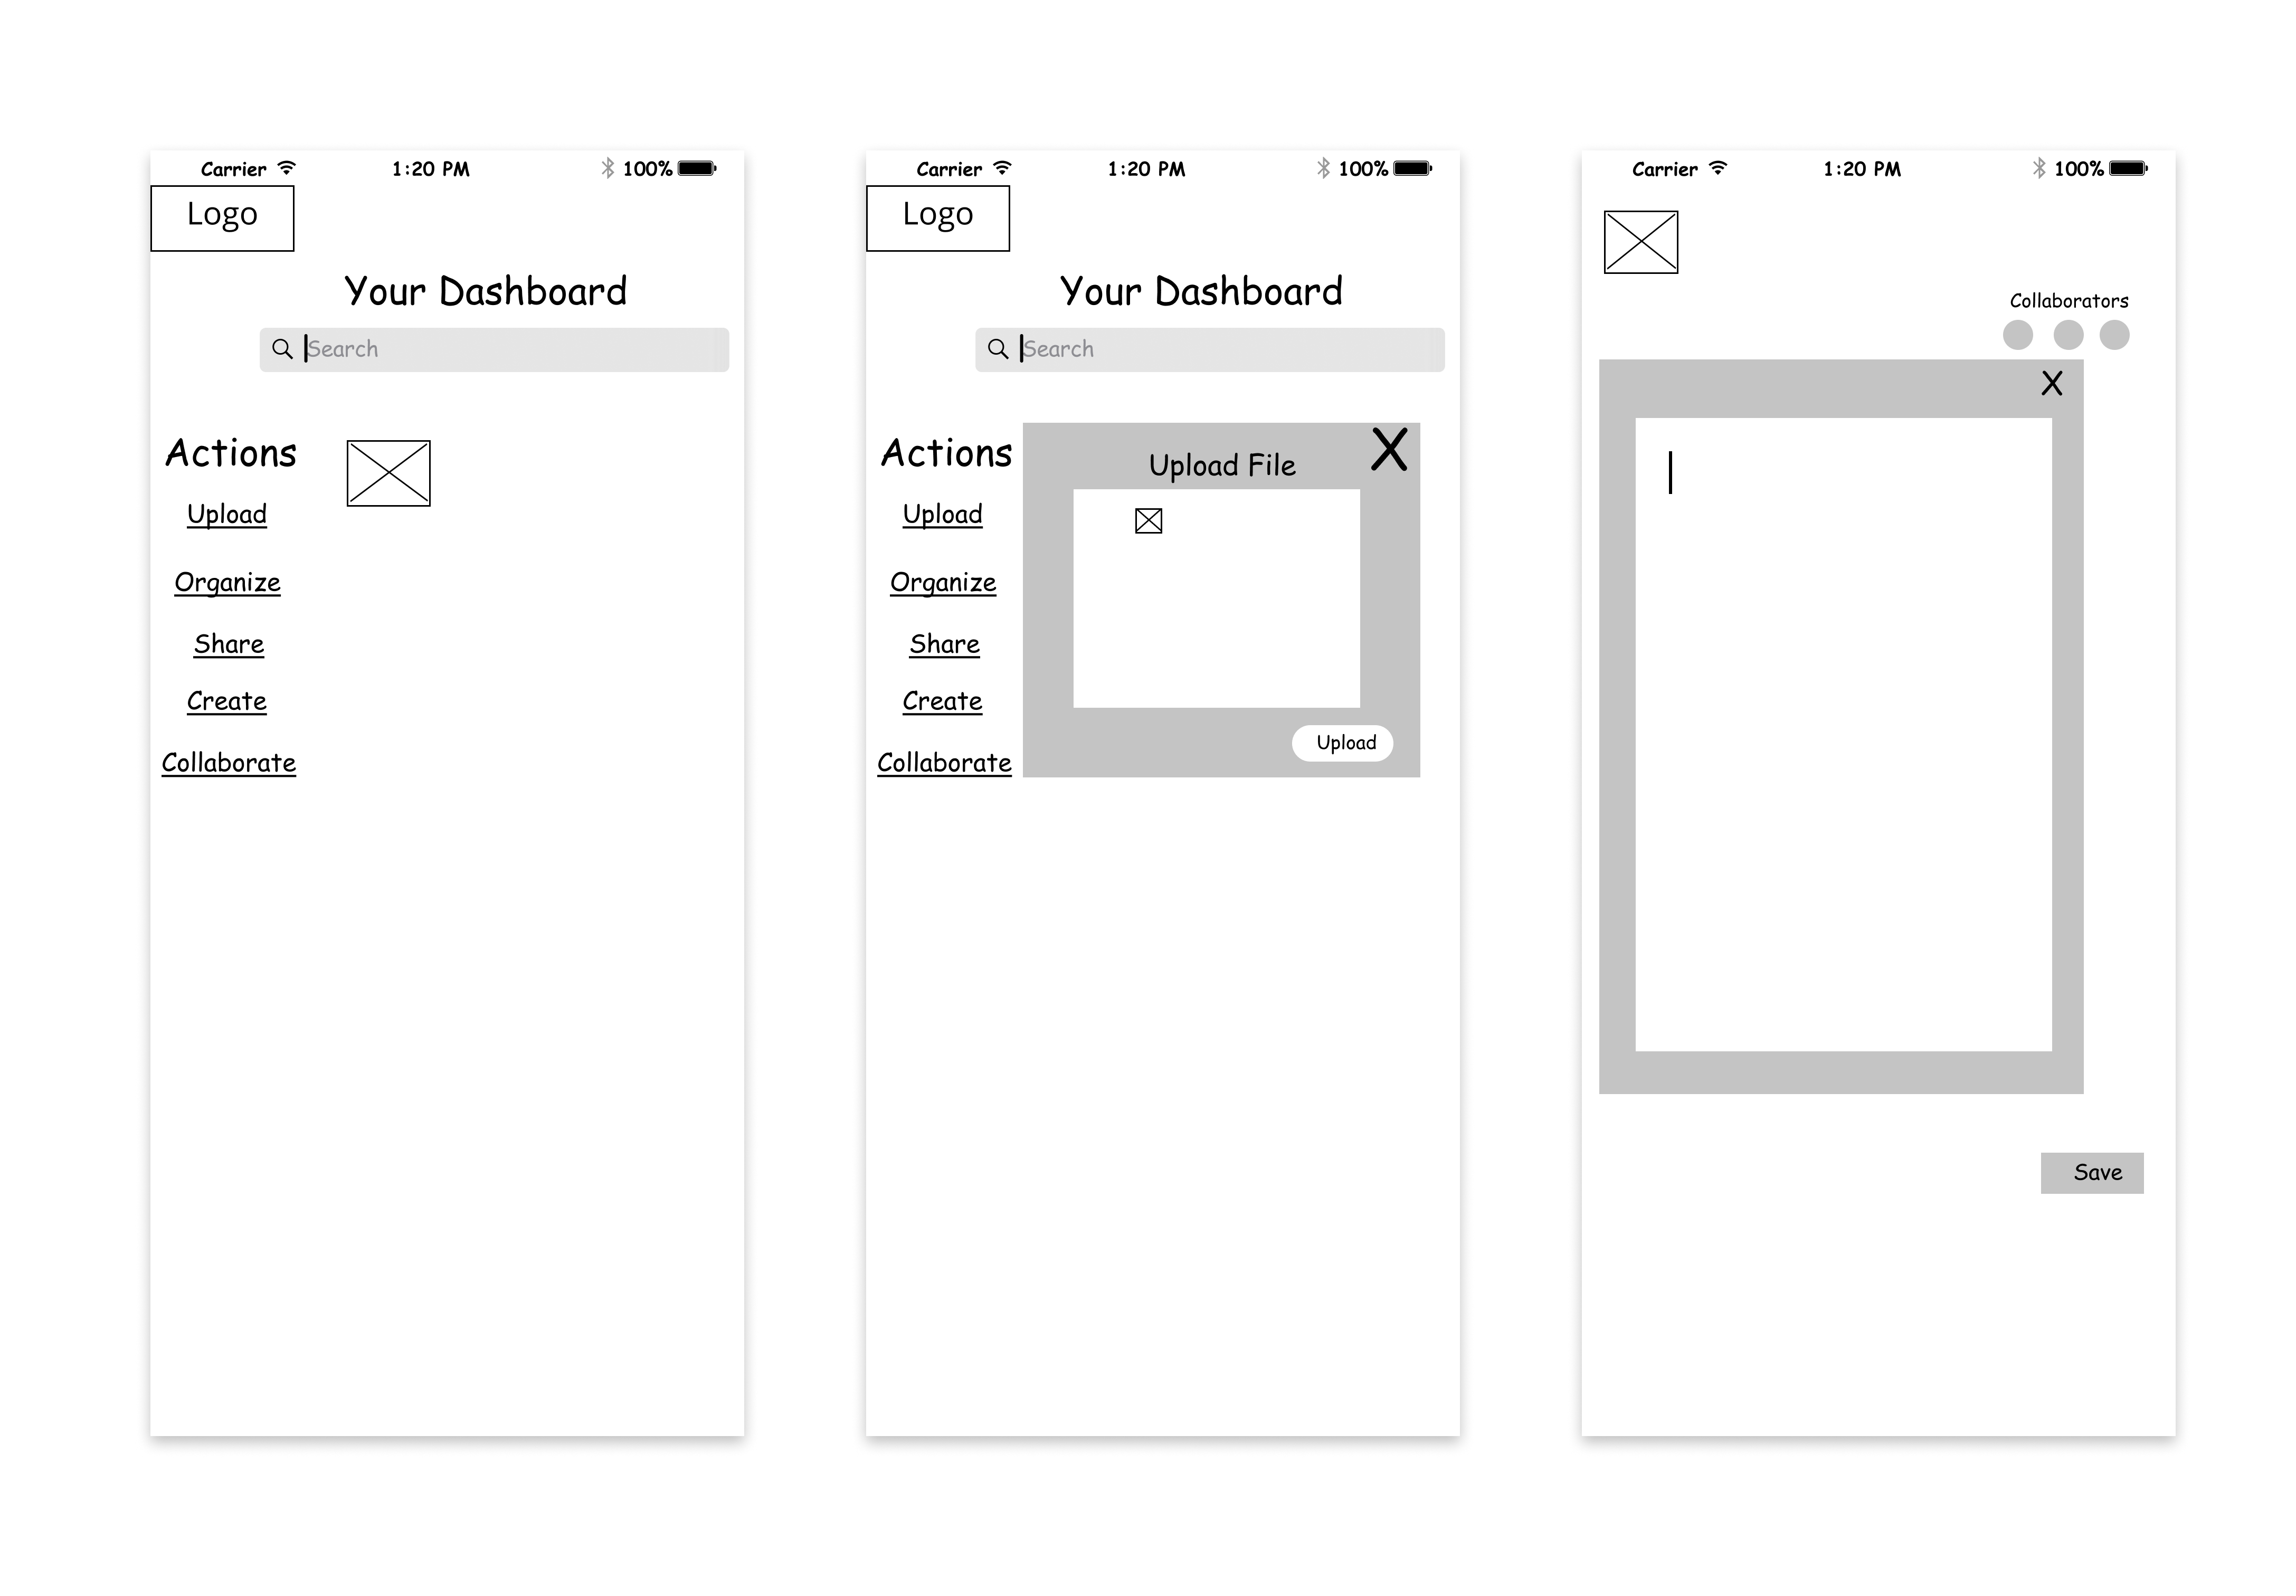 Carrier 1:20 PM 100%
Logo
Your Dashboard
Search
Actions
Upload
Organize
Share
Create
Collaborate
Carrier 1:20 PM 100%
Logo
Your Dashboard
Search
Actions
Upload
Organize
Share
Create
Collaborate
X
Upload File
Upload
Carrier 1:20 PM 100%
Collaborators
X
Save